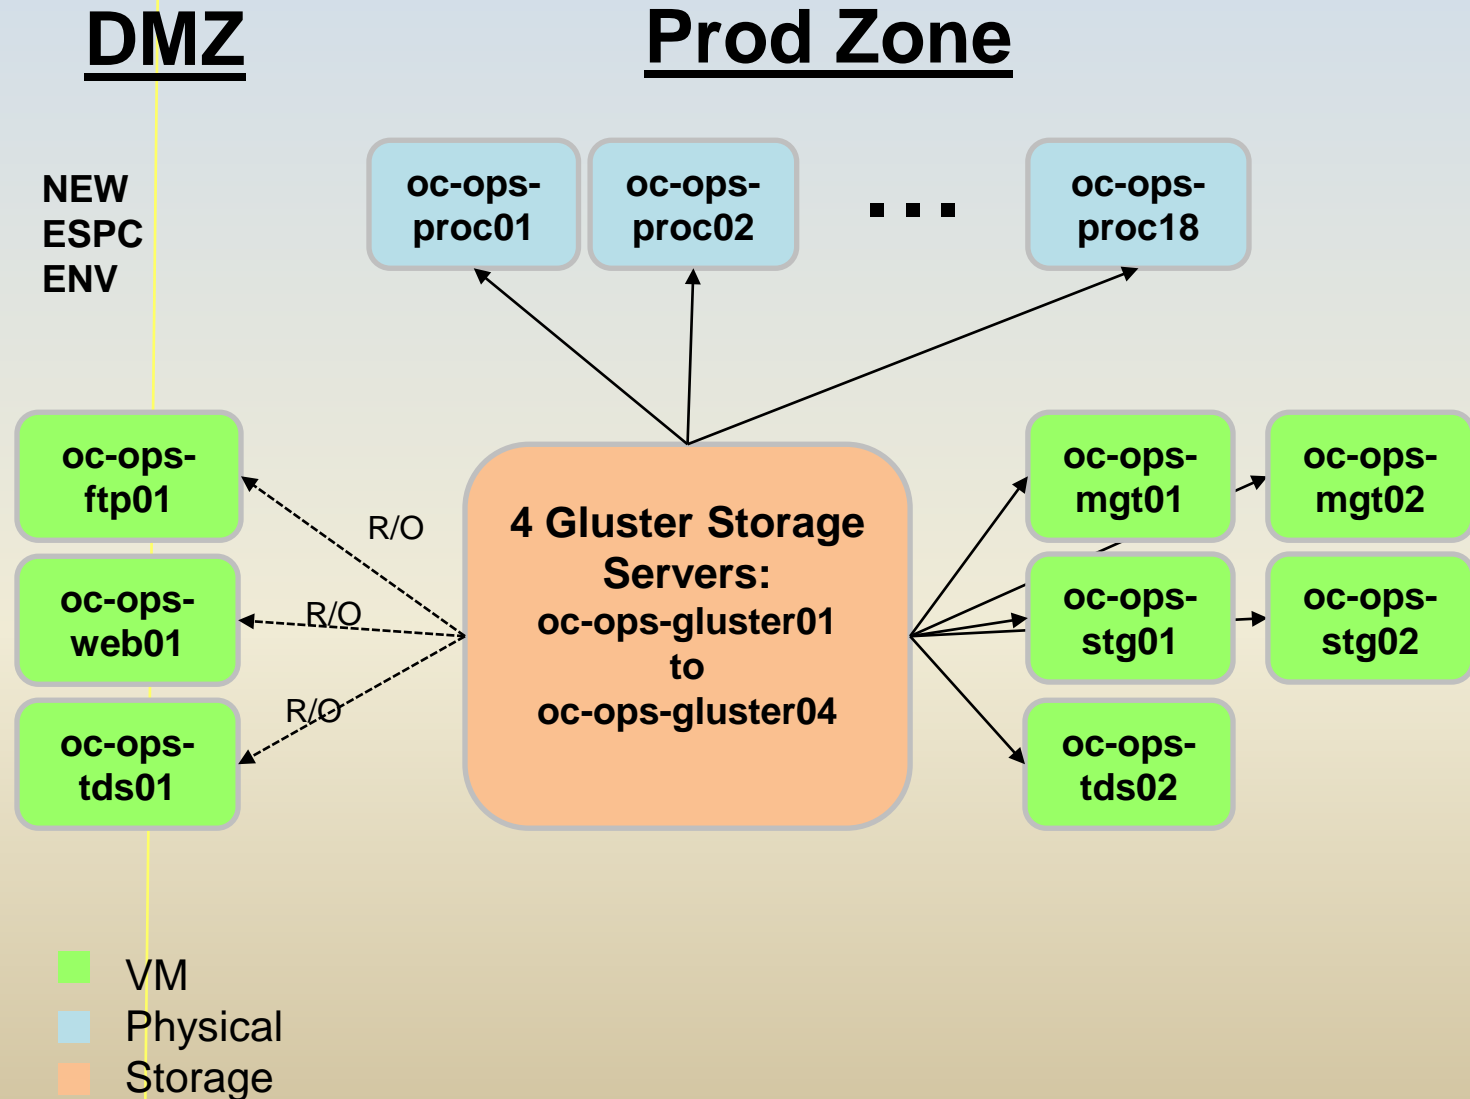 DMZ
Prod Zone
NEW
ESPC
ENV
oc-ops-
proc01
oc-ops-
proc02
...
oc-ops-
proc18
oc-ops-
ftp01
R/O
oc-ops-
web01
R/O
oc-ops-
tds01
R/O
4 Gluster Storage
Servers:
oc-ops-gluster01
to
oc-ops-gluster04
oc-ops-
mgt01
oc-ops-
mgt02
oc-ops-
stg01
oc-ops-
stg02
oc-ops-
tds02
VM
Physical
Storage